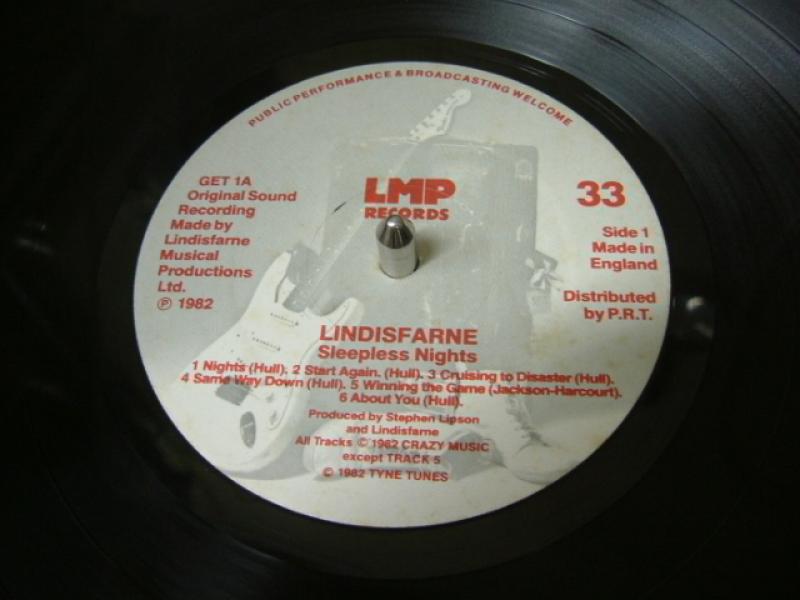 PUBLIC PERFORMANCE & BROADCASTING WELCOME
LMP
RECORDS
GET 1A
Original Sound
Recording
Made by
Lindisfarne
Musical
Productions
Ltd.
℗ 1982
33
Side 1
Made in
England
Distributed
by P.R.T.
LINDISFARNE
Sleepless Nights
1 Nights (Hull). 2 Start Again. (Hull). 3 Cruising to Disaster (Hull).
4 Same Way Down (Hull). 5 Winning the Game (Jackson-Harcourt).
6 About You (Hull).
Produced by Stephen Lipson
and Lindisfarne
All Tracks © 1982 CRAZY MUSIC
except TRACK 5
© 1982 TYNE TUNES